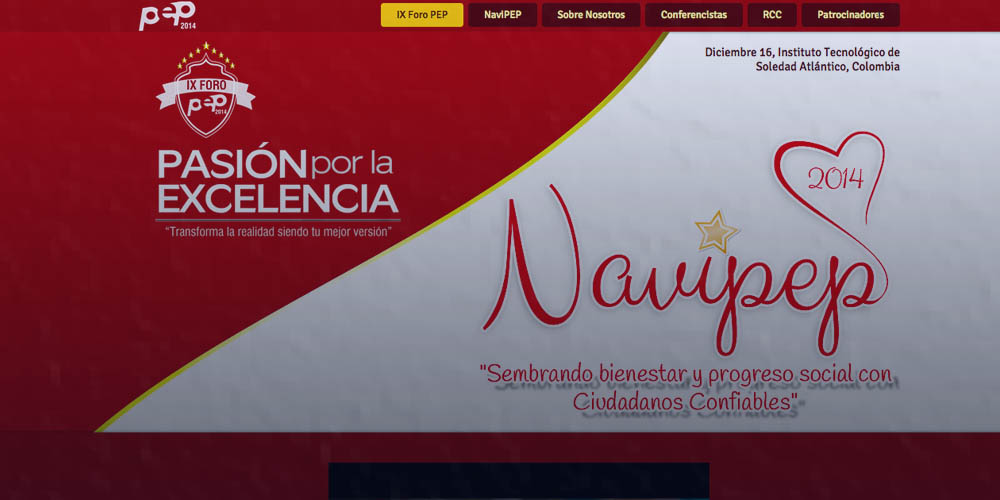 pep
2014
IX Foro PEP
NaviPEP
Sobre Nosotros
Conferencistas
RCC
Patrocinadores
Diciembre 16, Instituto Tecnológico de
Soledad Atlántico, Colombia
IX FORO
pep
2014
PASIÓN por la
EXCELENCIA
“Transforma la realidad siendo tu mejor versión”
2014
Navipep
"Sembrando bienestar y progreso social con
Ciudadanos Confiables"